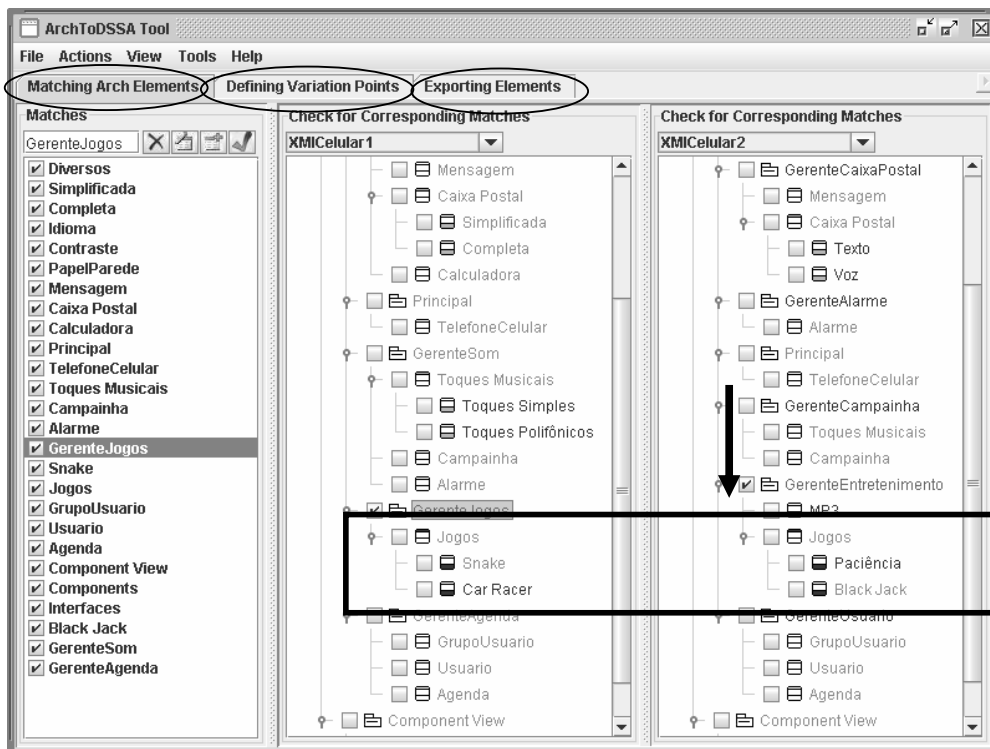 ArchToDSSA Tool
File Actions View Tools Help
Matching Arch Elements
Defining Variation Points
Exporting Elements
Matches
GerenteJogos
Diversos
Simplificada
Completa
Idioma
Contraste
PapelParede
Mensagem
Caixa Postal
Calculadora
Principal
TelefoneCelular
Toques Musicais
Campainha
Alarme
GerenteJogos
Snake
Jogos
GrupoUsuario
Usuario
Agenda
Component View
Components
Interfaces
Black Jack
GerenteSom
GerenteAgenda
Check for Corresponding Matches
XMICelular1
Mensagem
Caixa Postal
Simplificada
Completa
Calculadora
Principal
TelefoneCelular
GerenteSom
Toques Musicais
Toques Simples
Toques Polifônicos
Campainha
Alarme
GerenteJogos
Jogos
Snake
Car Racer
GerenteAgenda
GrupoUsuario
Usuario
Agenda
Component View
Check for Corresponding Matches
XMICelular2
GerenteCaixaPostal
Mensagem
Caixa Postal
Texto
Voz
GerenteAlarme
Alarme
Principal
TelefoneCelular
GerenteCampainha
Toques Musicais
Campainha
GerenteEntretenimento
MP3
Jogos
Paciência
Black Jack
GerenteUsuario
GrupoUsuario
Usuario
Agenda
Component View